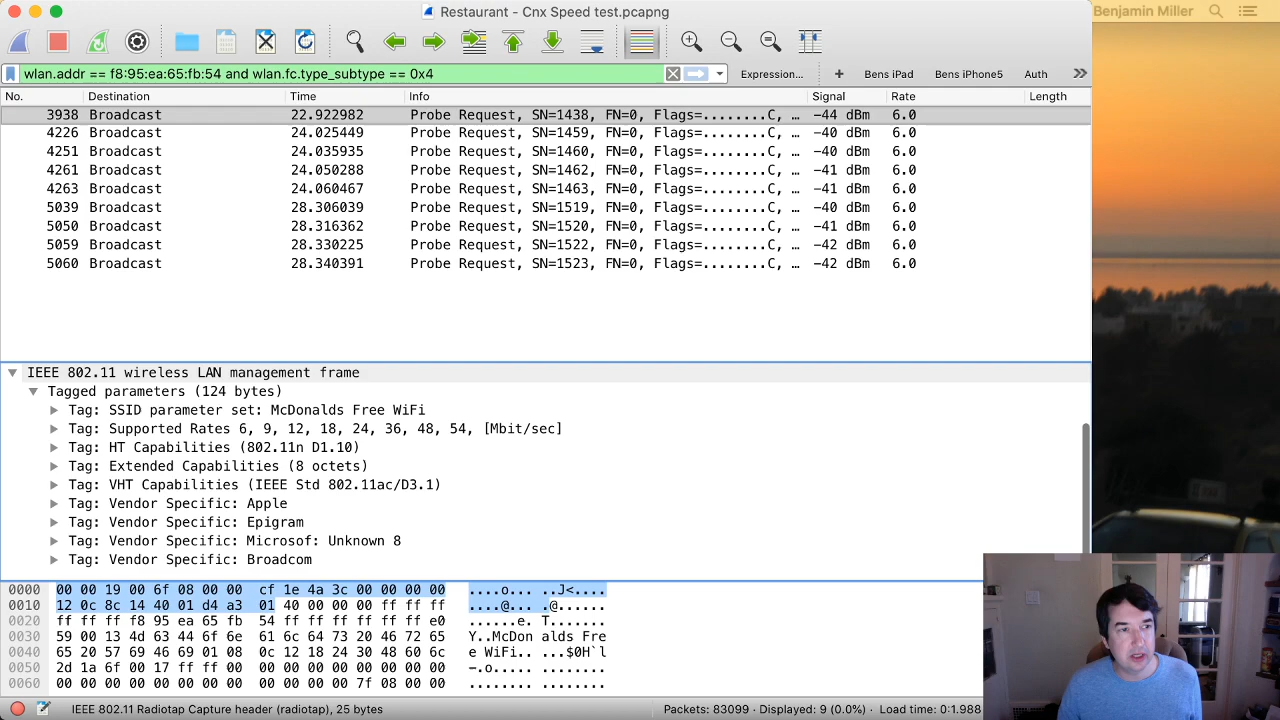 Restaurant - Cnx Speed test.pcapng
Benjamin Miller
wlan.addr == f8:95:ea:65:fb:54 and wlan.fc.type_subtype == 0x4
Expression…
+
Bens iPad
Bens iPhone5
Auth
No. Destination Time Info Signal Rate Length
3938 Broadcast 22.922982 Probe Request, SN=1438, FN=0, Flags=........C, … -44 dBm 6.0
4226 Broadcast 24.025449 Probe Request, SN=1459, FN=0, Flags=........C, … -40 dBm 6.0
4251 Broadcast 24.035935 Probe Request, SN=1460, FN=0, Flags=........C, … -40 dBm 6.0
4261 Broadcast 24.050288 Probe Request, SN=1462, FN=0, Flags=........C, … -41 dBm 6.0
4263 Broadcast 24.060467 Probe Request, SN=1463, FN=0, Flags=........C, … -41 dBm 6.0
5039 Broadcast 28.306039 Probe Request, SN=1519, FN=0, Flags=........C, … -40 dBm 6.0
5050 Broadcast 28.316362 Probe Request, SN=1520, FN=0, Flags=........C, … -41 dBm 6.0
5059 Broadcast 28.330225 Probe Request, SN=1522, FN=0, Flags=........C, … -42 dBm 6.0
5060 Broadcast 28.340391 Probe Request, SN=1523, FN=0, Flags=........C, … -42 dBm 6.0
IEEE 802.11 wireless LAN management frame
Tagged parameters (124 bytes)
Tag: SSID parameter set: McDonalds Free WiFi
Tag: Supported Rates 6, 9, 12, 18, 24, 36, 48, 54, [Mbit/sec]
Tag: HT Capabilities (802.11n D1.10)
Tag: Extended Capabilities (8 octets)
Tag: VHT Capabilities (IEEE Std 802.11ac/D3.1)
Tag: Vendor Specific: Apple
Tag: Vendor Specific: Epigram
Tag: Vendor Specific: Microsof: Unknown 8
Tag: Vendor Specific: Broadcom
0000 00 00 19 00 6f 08 00 00 cf 1e 4a 3c 00 00 00 00 ....o... ..J<....
0010 12 0c 8c 14 40 01 d4 a3 01 40 00 00 00 ff ff ff ....@... .@......
0020 ff ff ff f8 95 ea 65 fb 54 ff ff ff ff ff ff e0 ......e. T.......
0030 59 00 13 4d 63 44 6f 6e 61 6c 64 73 20 46 72 65 Y..McDon alds Fre
0040 65 20 57 69 46 69 01 08 0c 12 18 24 30 48 60 6c e WiFi.. ...$0H`l
0050 2d 1a 6f 00 17 ff ff 00 00 00 00 00 00 00 00 00 -.o..... ........
0060 00 00 00 00 00 00 00 00 00 00 00 00 7f 08 00 00 ........ ........
IEEE 802.11 Radiotap Capture header (radiotap), 25 bytes
Packets: 83099 · Displayed: 9 (0.0%) · Load time: 0:1.988